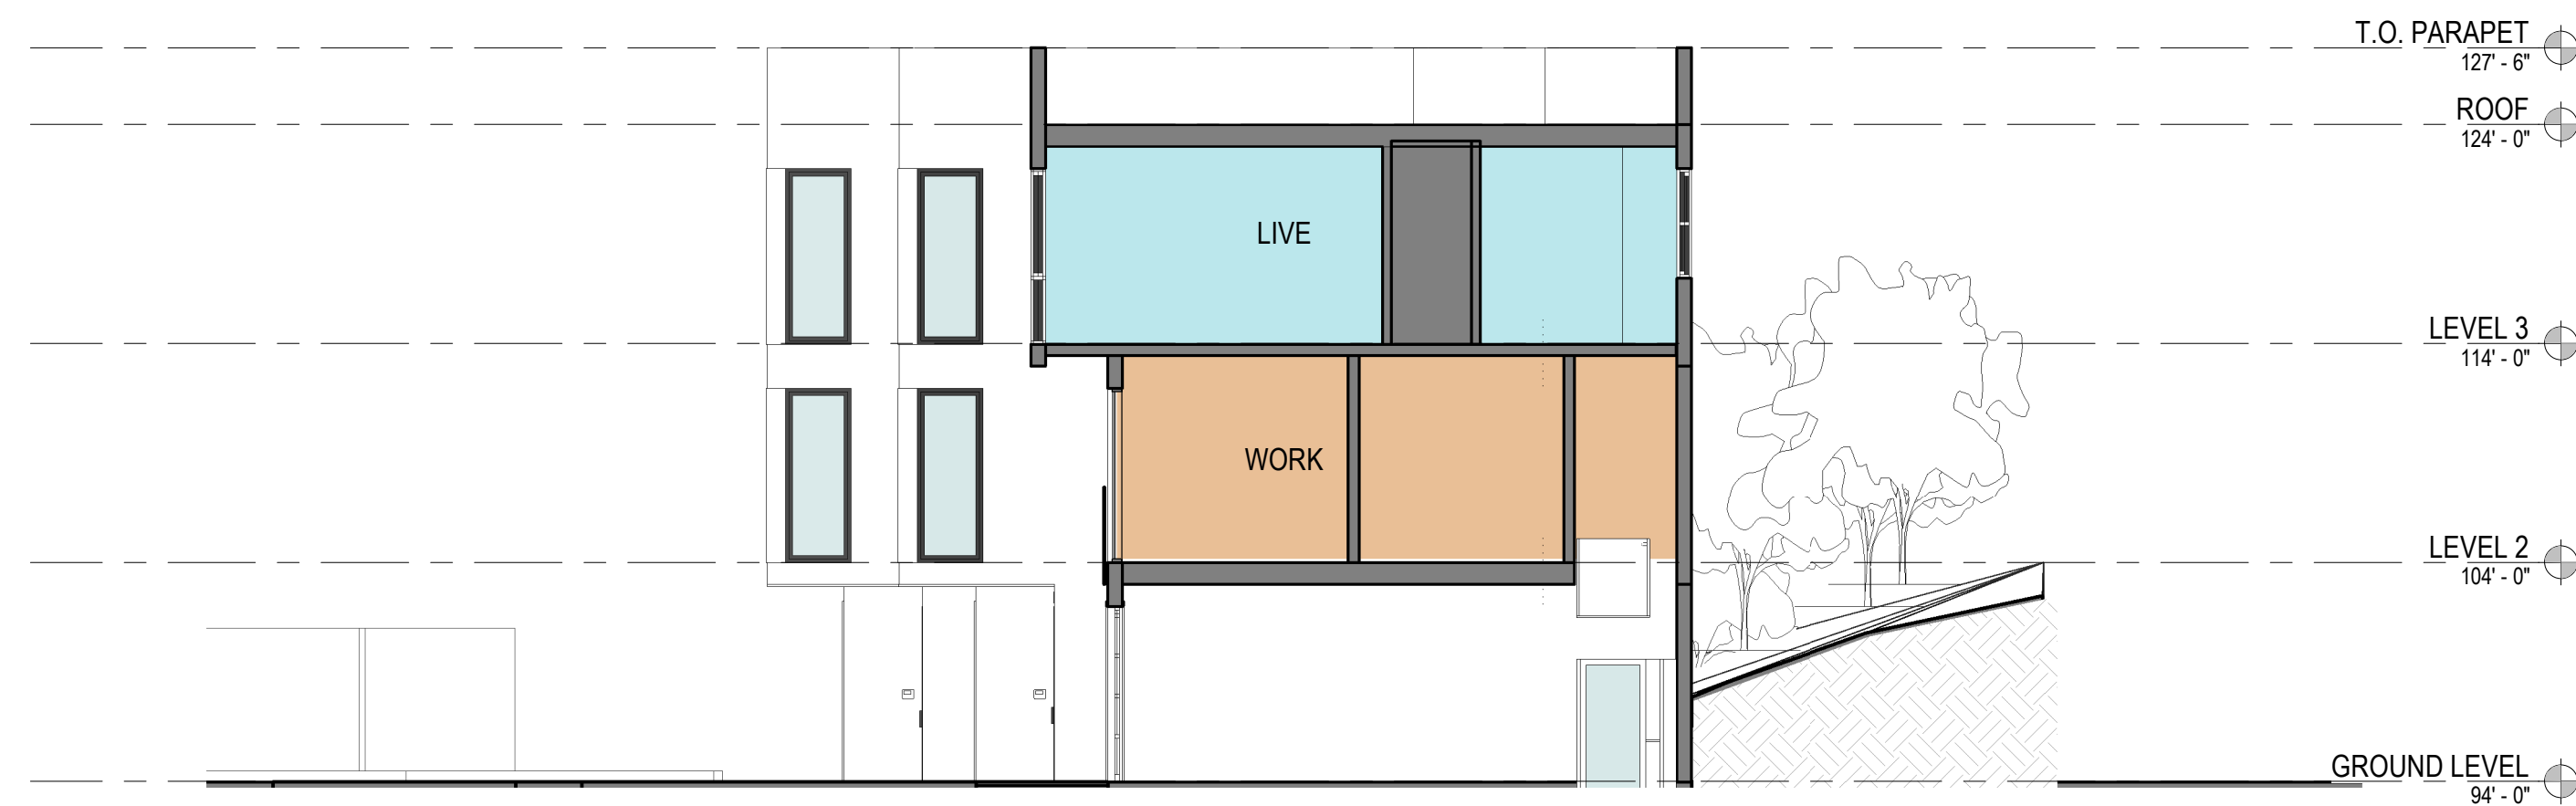 T.O. PARAPET
127' - 6"
ROOF
124' - 0"
LIVE
LEVEL 3
114' - 0"
WORK
LEVEL 2
104' - 0"
GROUND LEVEL
94' - 0"